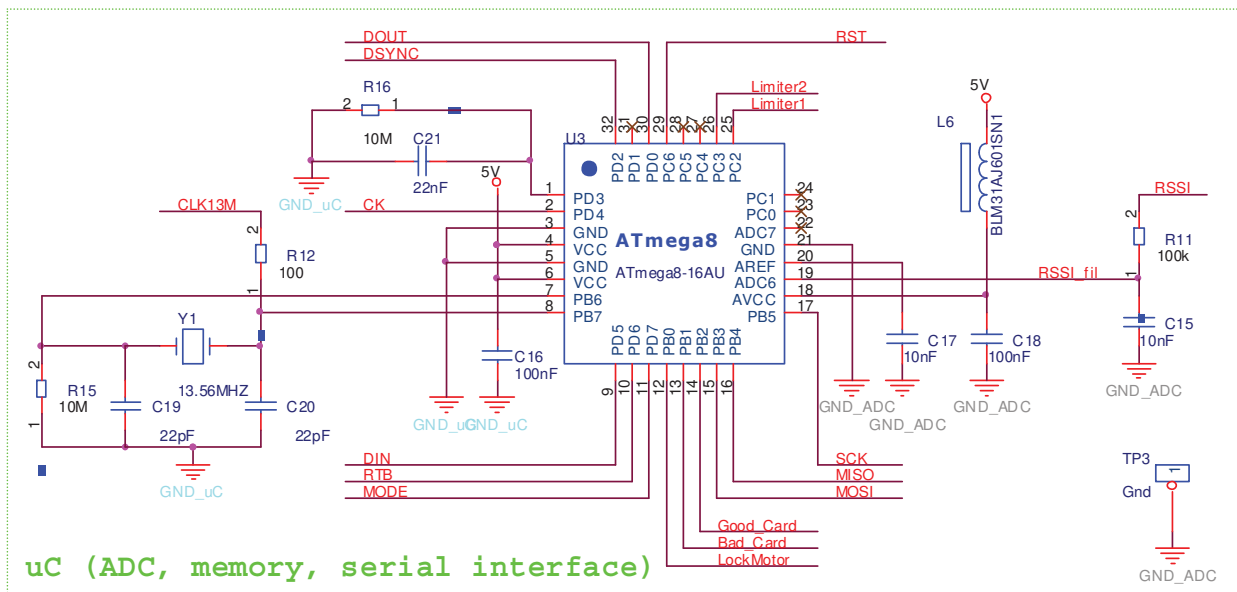 DOUT
DSYNC
RST
R16
2
1
10M
C21
22nF
GND_uC
Limiter2
Limiter1
5V
L6
BLM31AJ601SN1
U3
32
31
30
29
28
27
26
25
PD2
PD1
PD0
PC6
PC5
PC4
PC3
PC2
5V
CLK13M
CK
2
R12
100
1
1
2
3
4
5
6
7
8
PD3
PD4
GND
VCC
GND
VCC
PB6
PB7
ATmega8
ATmega8-16AU
PC1
PC0
ADC7
GND
AREF
ADC6
AVCC
PB5
24
23
22
21
20
19
18
17
RSSI
2
R11
100k
1
RSSI_fil
C15
10nF
GND_ADC
Y1
13.56MHZ
2
R15
10M
1
C19
22pF
C20
22pF
GND_uC
C16
100nF
GND_uC
GND_uC
PD5
PD6
PD7
PB0
PB1
PB2
PB3
PB4
9
10
11
12
13
14
15
16
C17
10nF
C18
100nF
GND_ADC
GND_ADC
GND_ADC
DIN
RTB
MODE
SCK
MISO
MOSI
Good_Card
Bad_Card
LockMotor
TP3
1
Gnd
GND_ADC
uC (ADC, memory, serial interface)